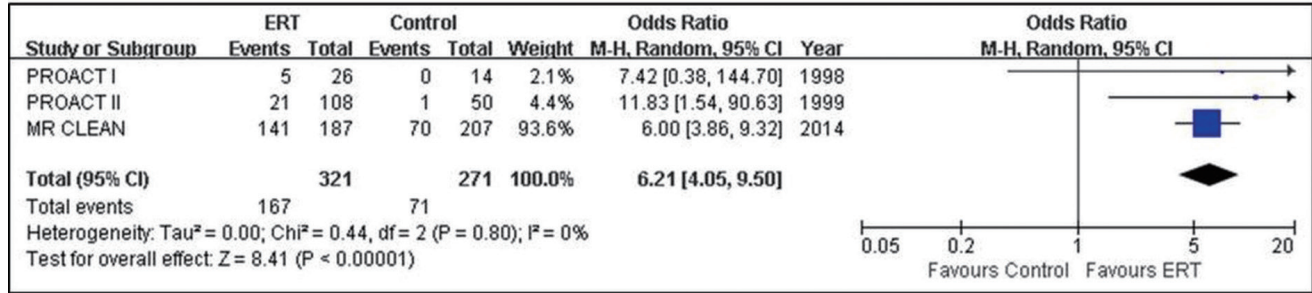 ERT Control Odds Ratio Odds Ratio
Study or Subgroup Events Total Events Total Weight M-H, Random, 95% CI Year M-H, Random, 95% CI
PROACT I 5 26 0 14 2.1% 7.42 [0.38, 144.70] 1998
PROACT II 21 108 1 50 4.4% 11.83 [1.54, 90.63] 1999
MR CLEAN 141 187 70 207 93.6% 6.00 [3.86, 9.32] 2014
Total (95% CI) 321 271 100.0% 6.21 [4.05, 9.50]
Total events 167 71
Heterogeneity: Tau² = 0.00; Chi² = 0.44, df = 2 (P = 0.80); I² = 0%
Test for overall effect: Z = 8.41 (P < 0.00001)
0.05 0.2 1 5 20
Favours Control Favours ERT